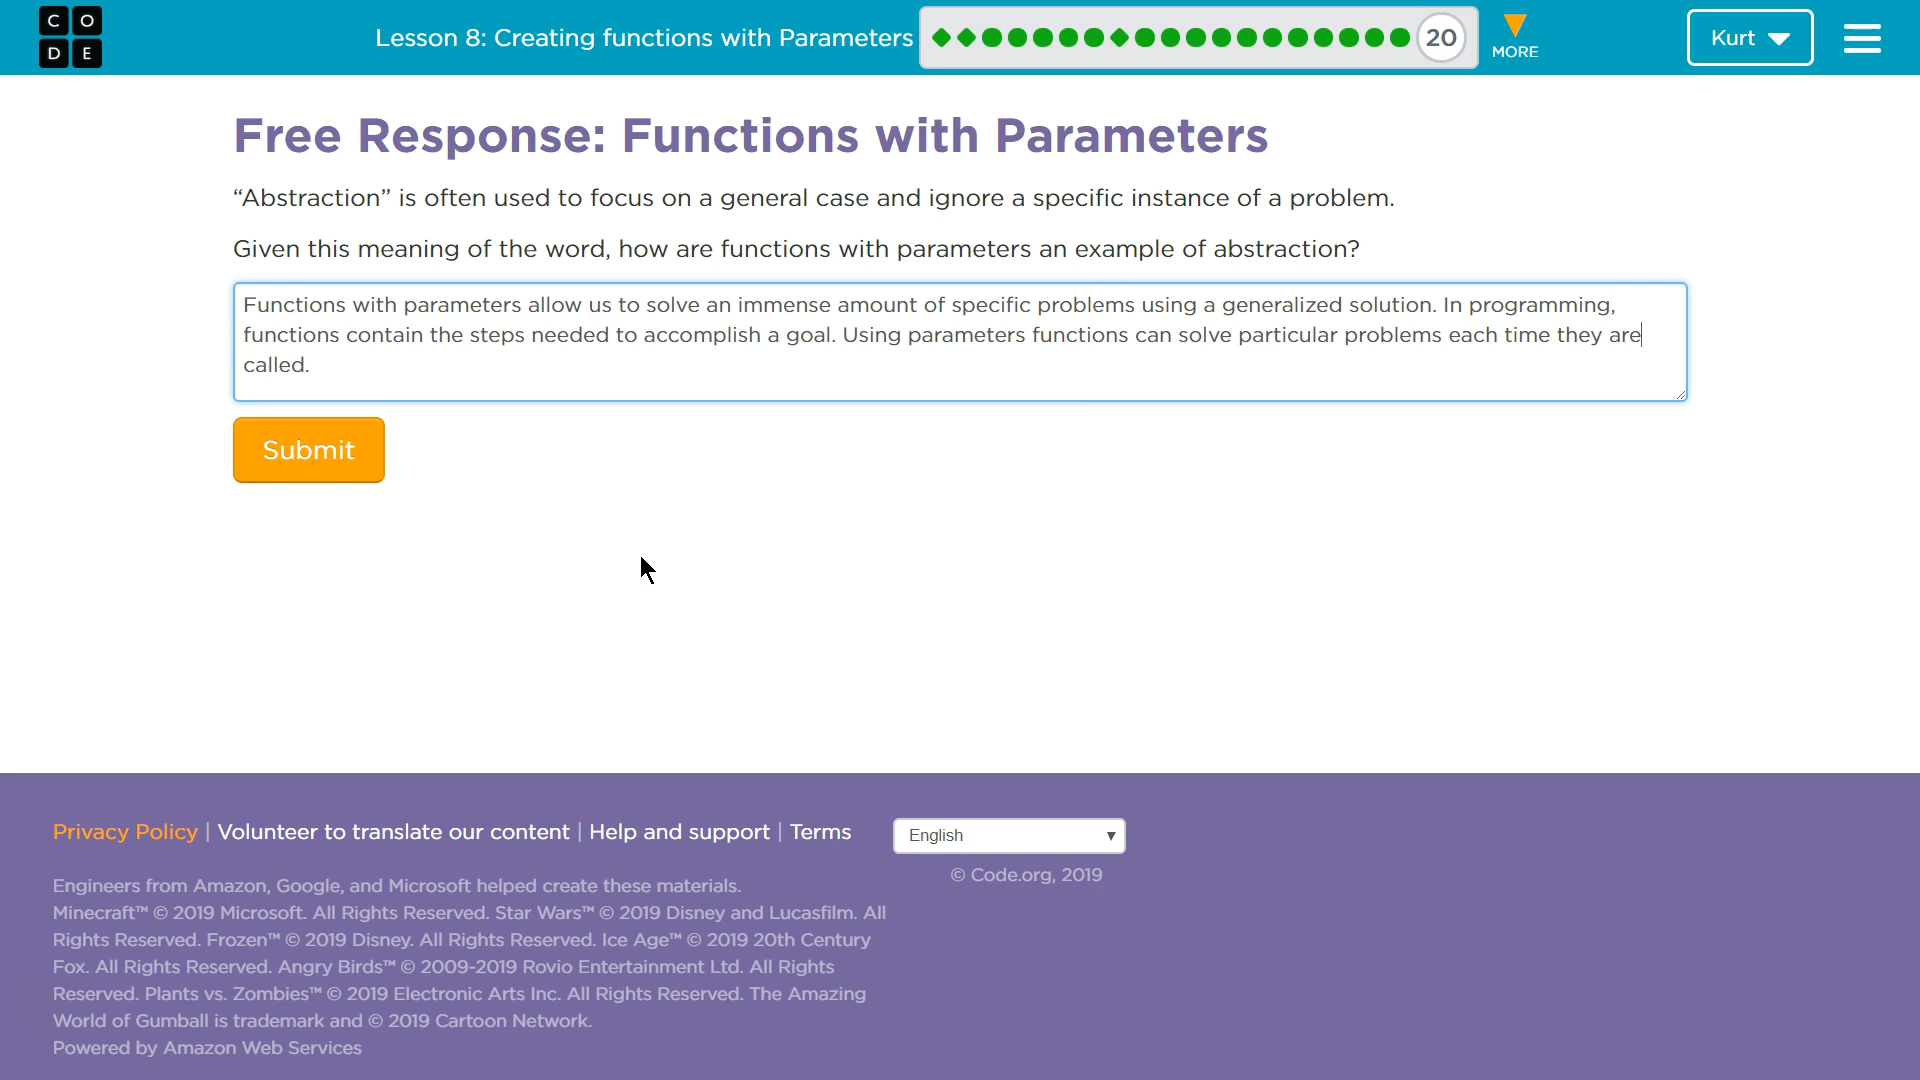 C O
D E
Lesson 8: Creating functions with Parameters
20
MORE
Kurt
Free Response: Functions with Parameters
“Abstraction” is often used to focus on a general case and ignore a specific instance of a problem.
Given this meaning of the word, how are functions with parameters an example of abstraction?
Functions with parameters allow us to solve an immense amount of specific problems using a generalized solution. In programming,
functions contain the steps needed to accomplish a goal. Using parameters functions can solve particular problems each time they are
called.
Submit
Privacy Policy | Volunteer to translate our content | Help and support | Terms
English
© Code.org, 2019
Engineers from Amazon, Google, and Microsoft helped create these materials.
Minecraft™ © 2019 Microsoft. All Rights Reserved. Star Wars™ © 2019 Disney and Lucasfilm. All
Rights Reserved. Frozen™ © 2019 Disney. All Rights Reserved. Ice Age™ © 2019 20th Century
Fox. All Rights Reserved. Angry Birds™ © 2009-2019 Rovio Entertainment Ltd. All Rights
Reserved. Plants vs. Zombies™ © 2019 Electronic Arts Inc. All Rights Reserved. The Amazing
World of Gumball is trademark and © 2019 Cartoon Network.
Powered by Amazon Web Services